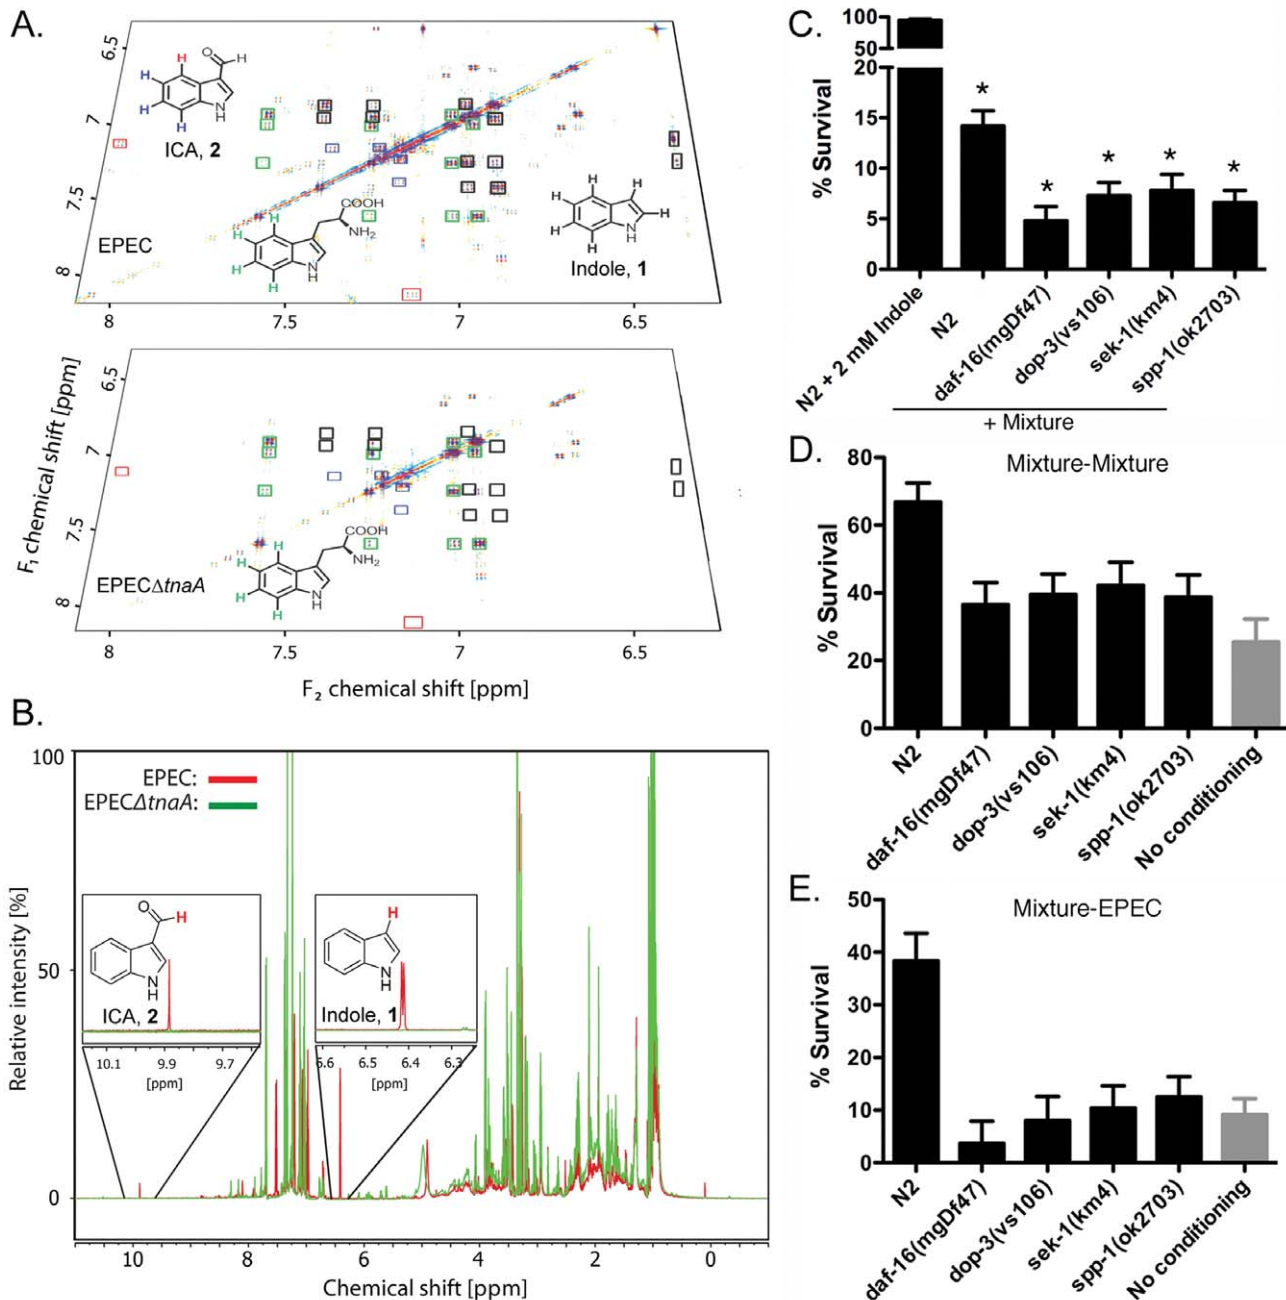 A.
6.5
7
7.5
8
O
H
H
H
H
H
N
H
ICA, 2
COOH
NH₂
H
H
H
H
N
H
H
H
H
H
H
H
N
H
Indole, 1
EPEC
8
7.5
7
6.5
F₁ chemical shift [ppm]
6.5
7
7.5
8
COOH
NH₂
H
H
H
H
N
H
EPECΔtnaA
8
7.5
7
6.5
F₂ chemical shift [ppm]
B.
Relative intensity [%]
100
50
0
EPEC:
EPECΔtnaA:
O
H
N
H
ICA, 2
10.1
9.9
9.7
[ppm]
H
N
H
Indole, 1
6.6
6.5
6.4
6.3
[ppm]
10
8
6
4
2
0
Chemical shift [ppm]
C.
% Survival
100
50
20
15
10
5
0
*
*
*
*
*
N2 + 2 mM Indole
N2
daf-16(mgDf47)
dop-3(vs106)
sek-1(km4)
spp-1(ok2703)
+ Mixture
D.
Mixture-Mixture
% Survival
80
60
40
20
0
N2
daf-16(mgDf47)
dop-3(vs106)
sek-1(km4)
spp-1(ok2703)
No conditioning
E.
Mixture-EPEC
% Survival
50
40
30
20
10
0
N2
daf-16(mgDf47)
dop-3(vs106)
sek-1(km4)
spp-1(ok2703)
No conditioning